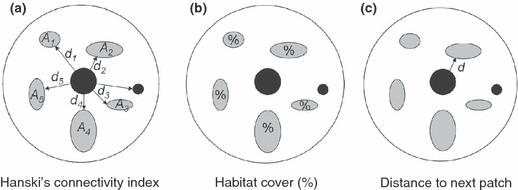 (a)
(b)
(c)
A1
A2
d1
d2
d5
d3
A5
d4
A3
A4
%
%
%
%
%
d
Hanski's connectivity index
Habitat cover (%)
Distance to next patch